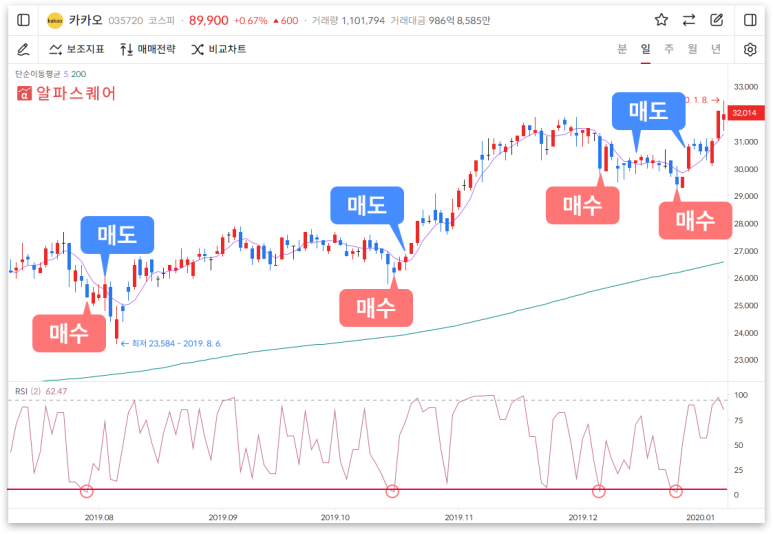 kakao 카카오 035720 코스피 · 89,900 +0.67% ▲600 · 거래량 1,101,794 거래대금 986억 8,585만
보조지표 매매전략 비교차트 분 일 주 월 년
단순이동평균 5 200
알파스퀘어
33,000
0. 1. 8. →
32,014
매도
31,000
30,000
29,000
매수
매수
매도
28,000
매도
27,000
26,000
매수
25,000
매수
24,000
← 최저 23,584 - 2019. 8. 6.
23,000
RSI (2) 62.47
100
75
50
25
0
2019.08 2019.09 2019.10 2019.11 2019.12 2020.01